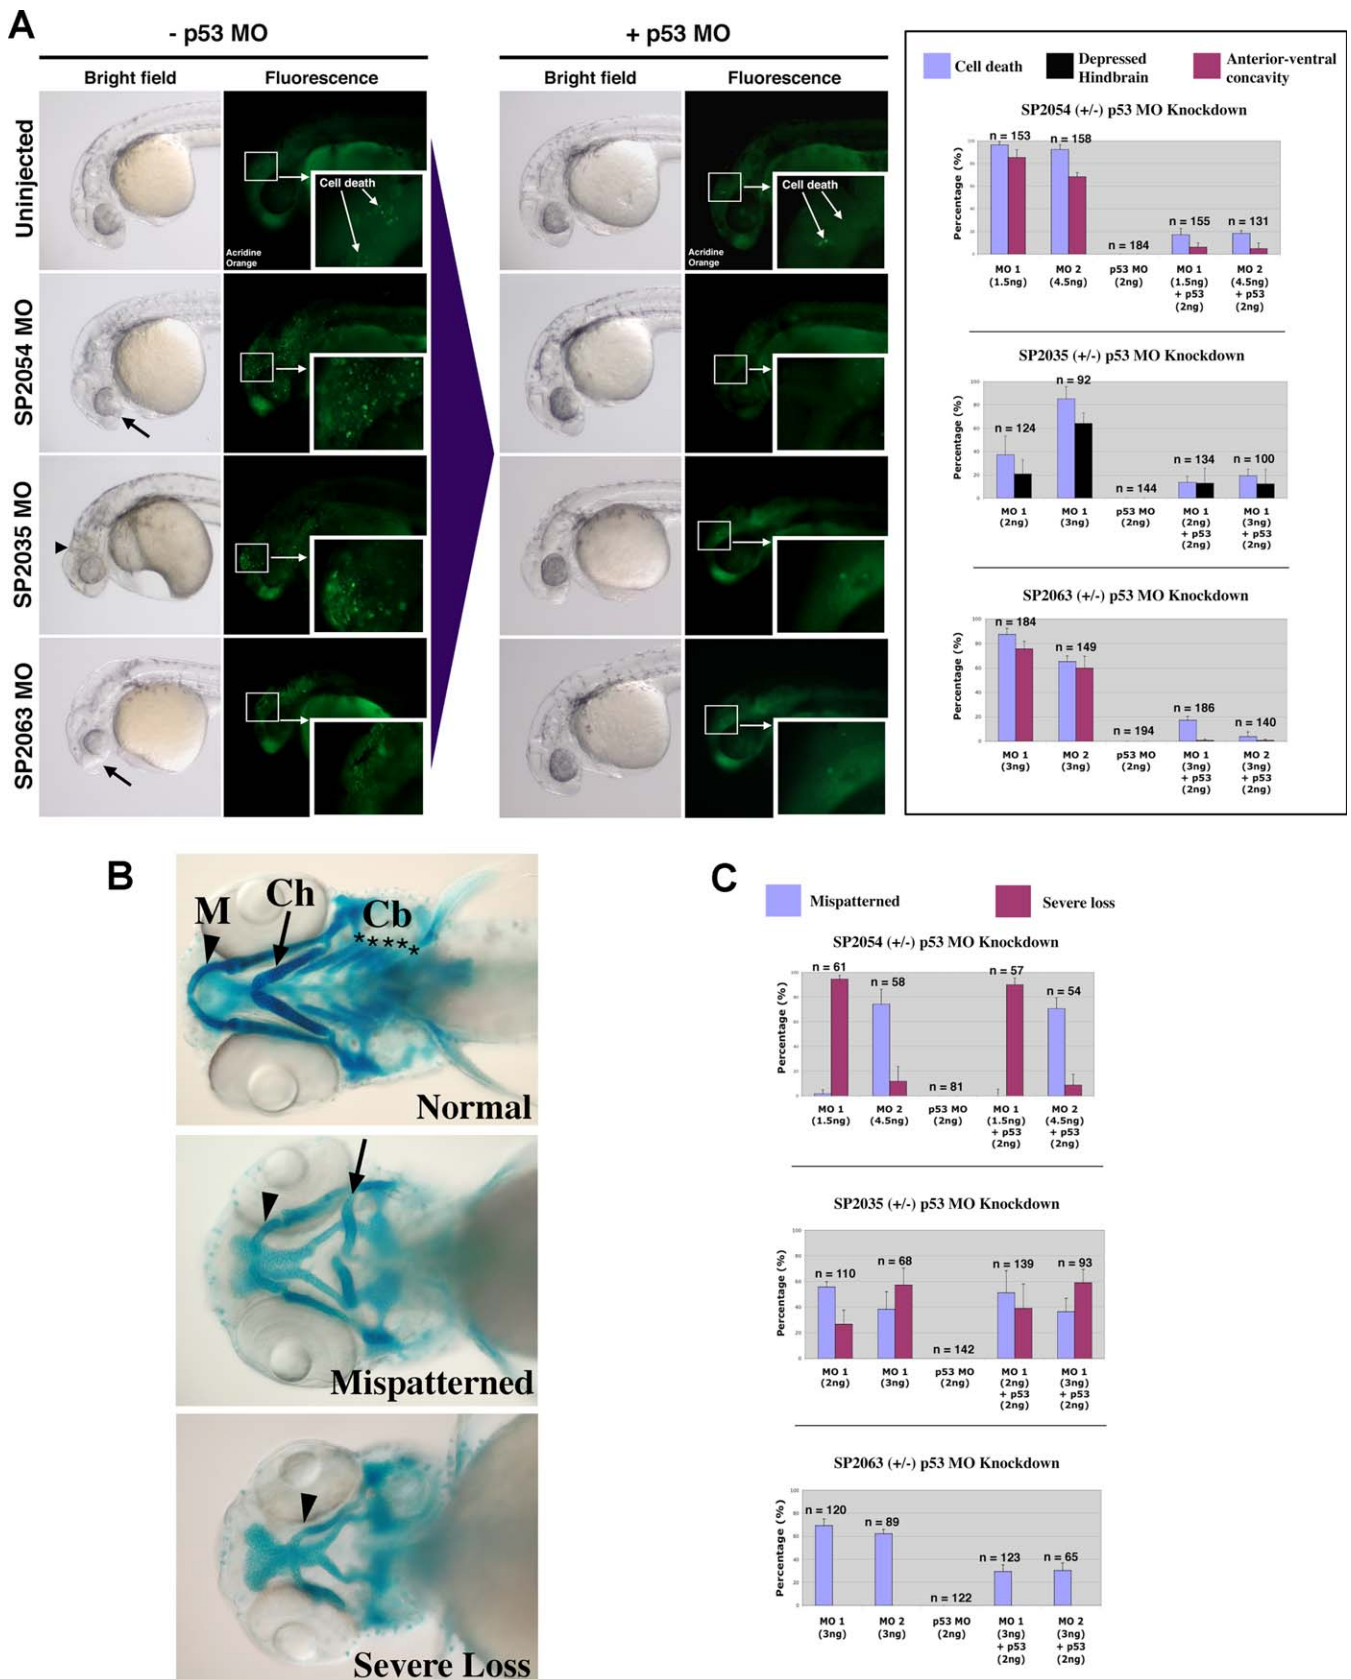 A
- p53 MO
+ p53 MO
Bright field
Fluorescence
Bright field
Fluorescence
Uninjected
SP2054 MO
SP2035 MO
SP2063 MO
Cell death
Acridine
Orange
Cell death
Acridine
Orange
Cell death
Depressed
Hindbrain
Anterior-ventral
concavity
SP2054 (+/-) p53 MO Knockdown
Percentage (%)
n = 153
n = 158
n = 184
n = 155
n = 131
MO 1
(1.5ng)
MO 2
(4.5ng)
p53 MO
(2ng)
MO 1
(1.5ng)
+ p53
(2ng)
MO 2
(4.5ng)
+ p53
(2ng)
SP2035 (+/-) p53 MO Knockdown
Percentage (%)
n = 124
n = 92
n = 144
n = 134
n = 100
MO 1
(2ng)
MO 1
(3ng)
p53 MO
(2ng)
MO 1
(2ng)
+ p53
(2ng)
MO 1
(3ng)
+ p53
(2ng)
SP2063 (+/-) p53 MO Knockdown
Percentage (%)
n = 184
n = 149
n = 194
n = 186
n = 140
MO 1
(3ng)
MO 2
(3ng)
p53 MO
(2ng)
MO 1
(3ng)
+ p53
(2ng)
MO 2
(3ng)
+ p53
(2ng)
B
M
Ch
Cb
*****
Normal
Mispatterned
Severe Loss
C
Mispatterned
Severe loss
SP2054 (+/-) p53 MO Knockdown
Percentage (%)
n = 61
n = 58
n = 81
n = 57
n = 54
MO 1
(1.5ng)
MO 2
(4.5ng)
p53 MO
(2ng)
MO 1
(1.5ng)
+ p53
(2ng)
MO 2
(4.5ng)
+ p53
(2ng)
SP2035 (+/-) p53 MO Knockdown
Percentage (%)
n = 110
n = 68
n = 142
n = 139
n = 93
MO 1
(2ng)
MO 1
(3ng)
p53 MO
(2ng)
MO 1
(2ng)
+ p53
(2ng)
MO 1
(3ng)
+ p53
(2ng)
SP2063 (+/-) p53 MO Knockdown
Percentage (%)
n = 120
n = 89
n = 122
n = 123
n = 65
MO 1
(3ng)
MO 2
(3ng)
p53 MO
(2ng)
MO 1
(3ng)
+ p53
(2ng)
MO 2
(3ng)
+ p53
(2ng)